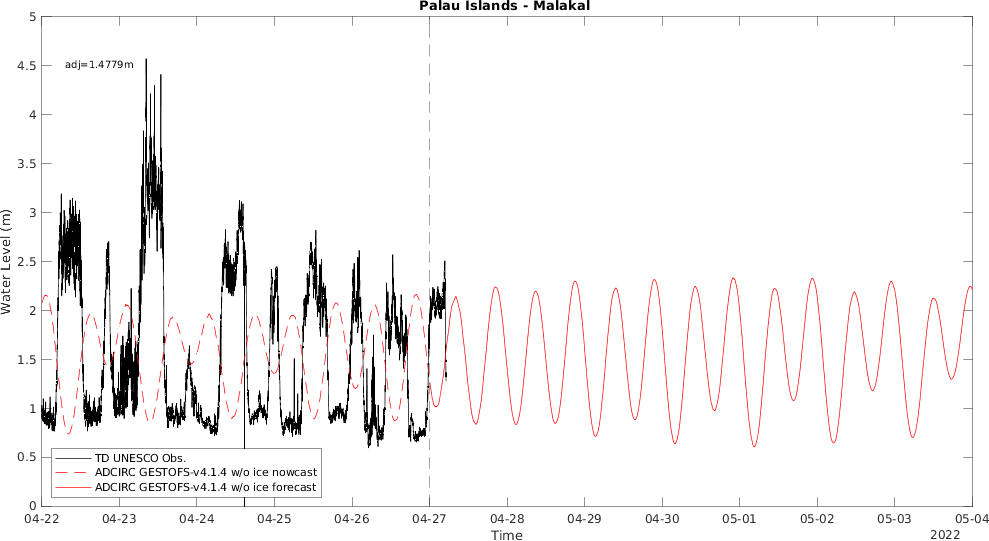 Palau Islands - Malakal
adj=1.4779m
Water Level (m)
5
4.5
4
3.5
3
2.5
2
1.5
1
0.5
0
TD UNESCO Obs.
ADCIRC GESTOFS-v4.1.4 w/o ice nowcast
ADCIRC GESTOFS-v4.1.4 w/o ice forecast
04-22 04-23 04-24 04-25 04-26 04-27 04-28 04-29 04-30 05-01 05-02 05-03 05-04
Time
2022